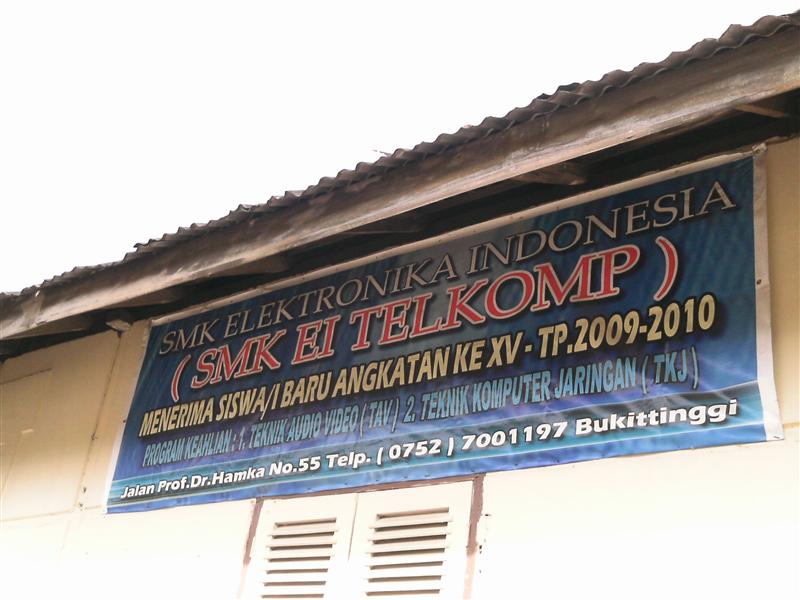 SMK ELEKTRONIKA INDONESIA
( SMK EI TELKOMP )
MENERIMA SISWA/I BARU ANGKATAN KE XV - TP.2009-2010
PROGRAM KEAHLIAN : 1. TEKNIK AUDIO VIDEO ( TAV ) 2. TEKNIK KOMPUTER JARINGAN ( TKJ )
Jalan Prof.Dr.Hamka No.55 Telp. ( 0752 ) 7001197 Bukittinggi